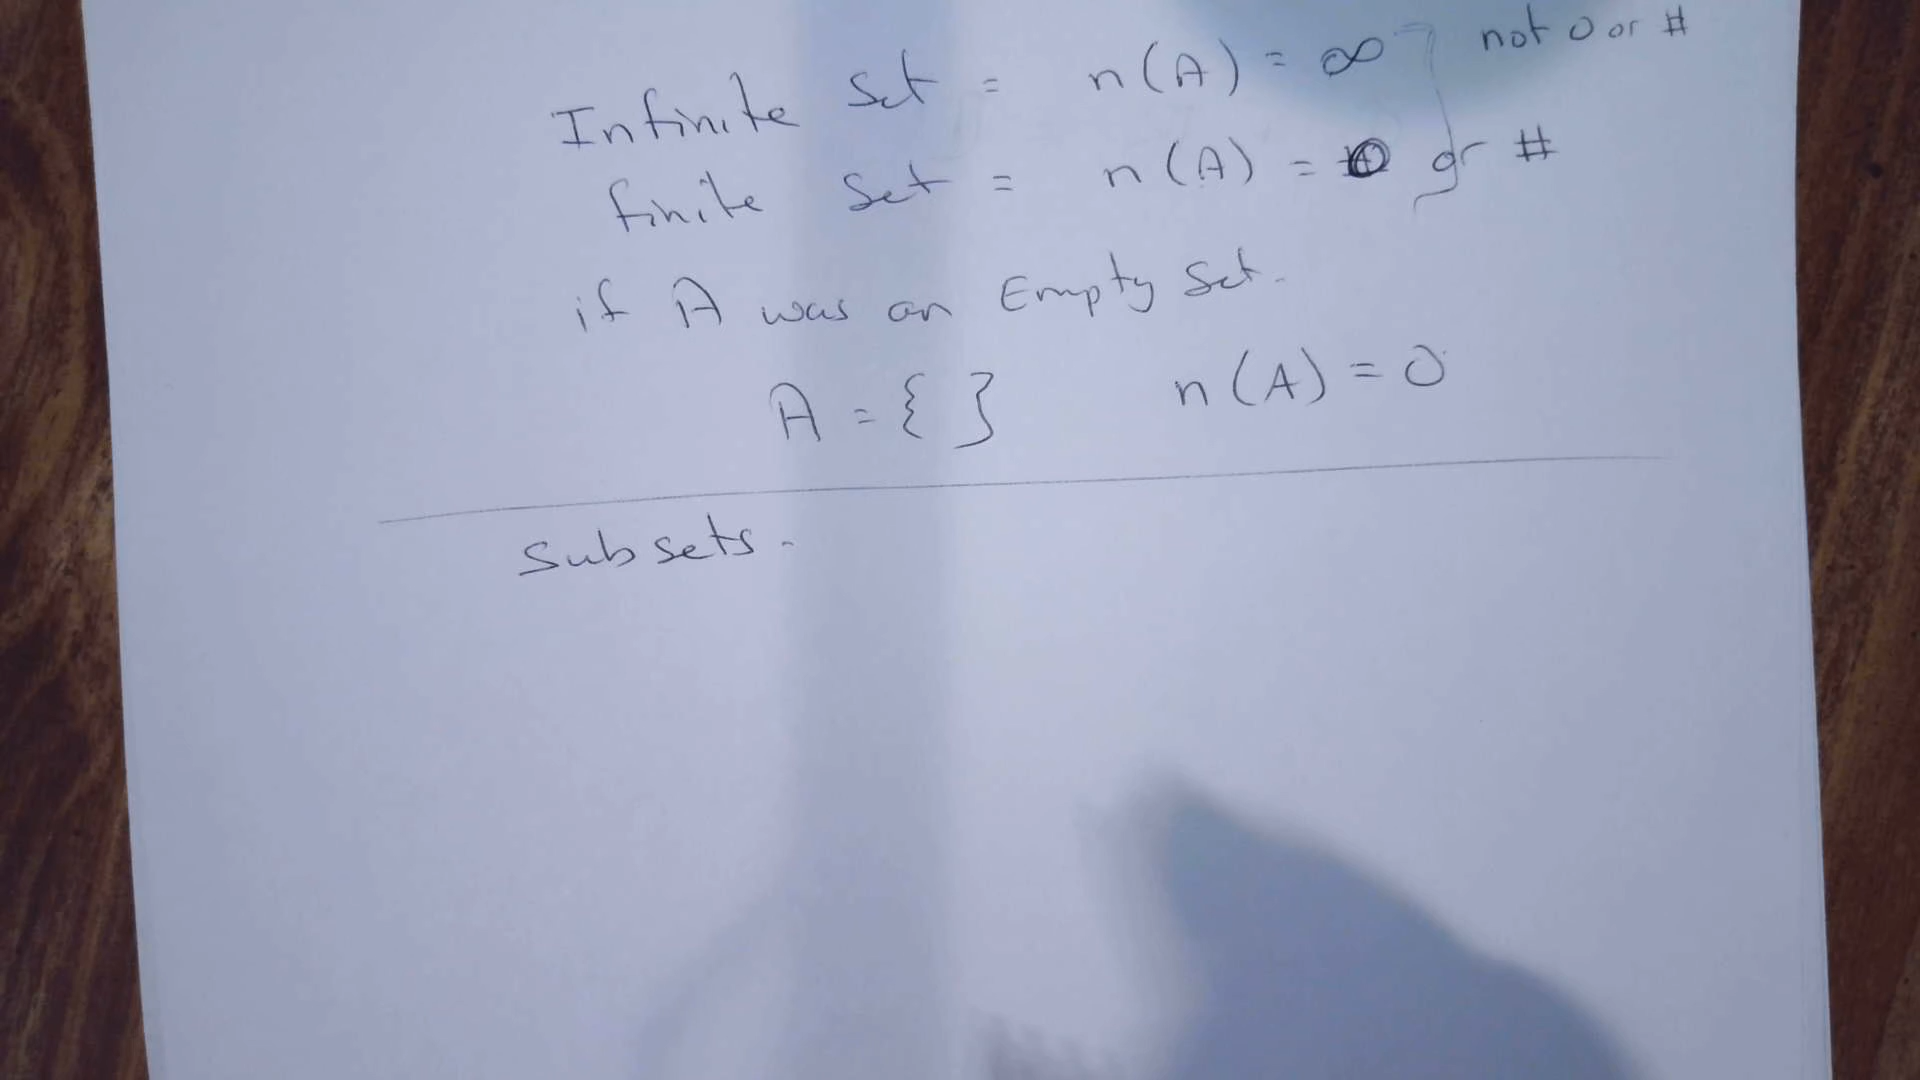 Infinite Set = n(A) = ∞ not 0 or #
finite Set = n(A) = 0 or #
if A was an Empty Set.
A = { } n(A) = 0
Subsets.